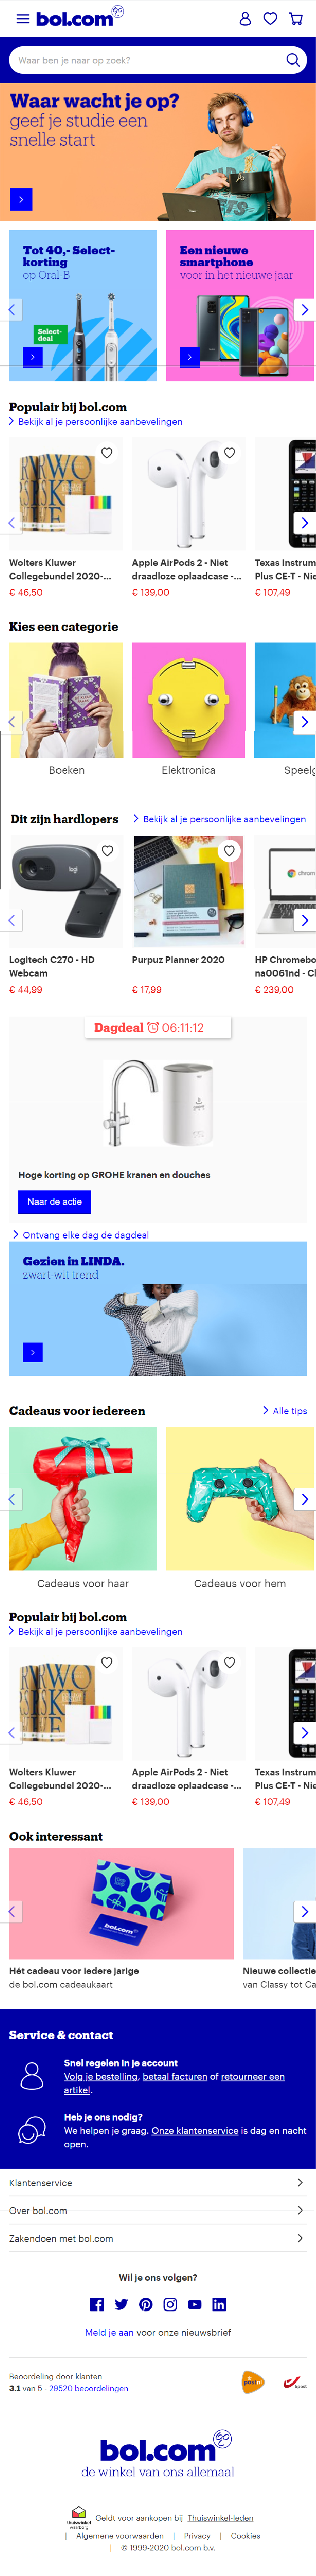 bol.com
Waar ben je naar op zoek?
Waar wacht je op?
geef je studie een
snelle start
Tot 40,- Select-
korting
op Oral-B
Select-
deal
Een nieuwe
smartphone
voor in het nieuwe jaar
Populair bij bol.com
Bekijk al je persoonlijke aanbevelingen
Wolters Kluwer
Collegebundel 2020-...
€ 46,50
Apple AirPods 2 - Niet
draadloze oplaadcase -...
€ 139,00
Texas Instrum
Plus CE-T - Nie
€ 107,49
Kies een categorie
Boeken
Elektronica
Speelg
Dit zijn hardlopers
Bekijk al je persoonlijke aanbevelingen
Logitech C270 - HD
Webcam
€ 44,99
Purpuz Planner 2020
€ 17,99
HP Chromebo
na0061nd - Cl
€ 239,00
Dagdeal 06:11:12
Hoge korting op GROHE kranen en douches
Naar de actie
Ontvang elke dag de dagdeal
Gezien in LINDA.
zwart-wit trend
Cadeaus voor iedereen
Alle tips
Cadeaus voor haar
Cadeaus voor hem
Populair bij bol.com
Bekijk al je persoonlijke aanbevelingen
Wolters Kluwer
Collegebundel 2020-...
€ 46,50
Apple AirPods 2 - Niet
draadloze oplaadcase -...
€ 139,00
Texas Instrum
Plus CE-T - Nie
€ 107,49
Ook interessant
bol.com
Hét cadeau voor iedere jarige
de bol.com cadeaukaart
Nieuwe collectie
van Classy tot Ca
Service & contact
Snel regelen in je account
Volg je bestelling, betaal facturen of retourneer een
artikel.
Heb je ons nodig?
We helpen je graag. Onze klantenservice is dag en nacht
open.
Klantenservice
Over bol.com
Zakendoen met bol.com
Wil je ons volgen?
Meld je aan voor onze nieuwsbrief
Beoordeling door klanten
3.1 van 5 - 29520 beoordelingen
postnl
bpost
bol.com
de winkel van ons allemaal
thuiswinkel
waarborg
Geldt voor aankopen bij Thuiswinkel-leden
| Algemene voorwaarden | Privacy | Cookies
| © 1999-2020 bol.com b.v.